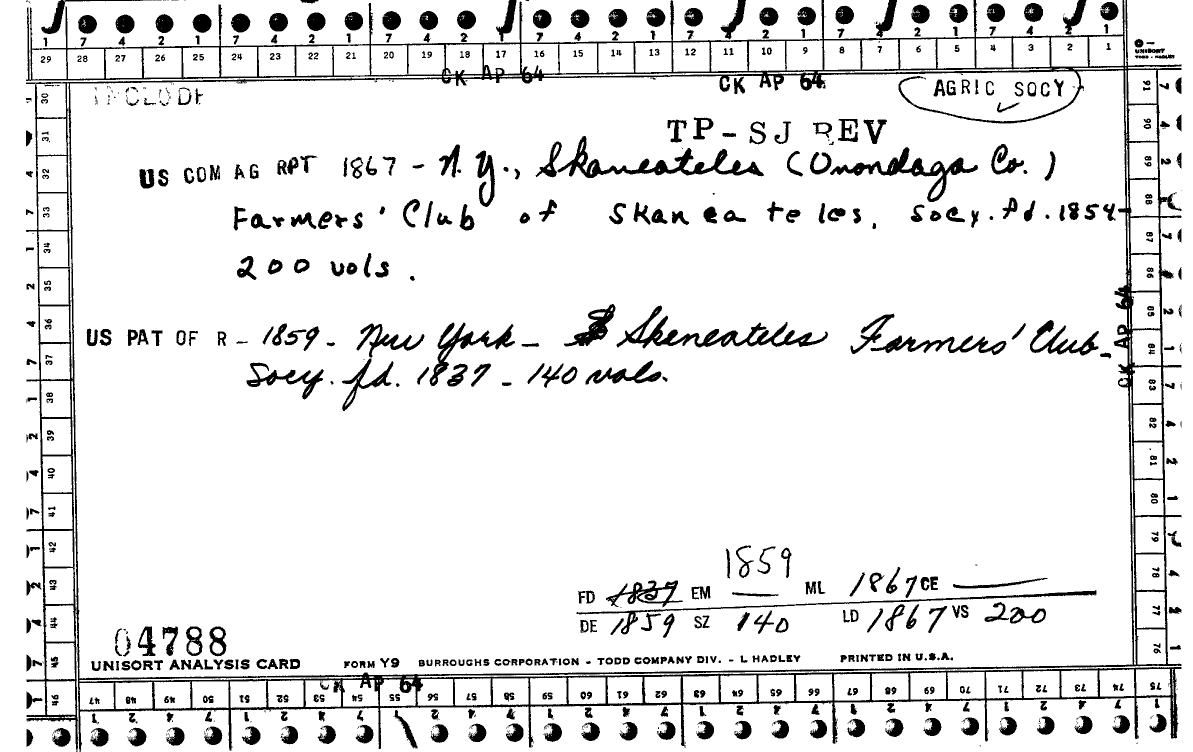 1 7 4 2 1 7 4 2 1 7 4 2 1 7 4 2 1 7 4 2 1 7 4 2 1 7 4 2 1
29 28 27 26 25 24 23 22 21 20 19 18 17 16 15 14 13 12 11 10 9 8 7 6 5 4 3 2 1
UNISORT
TODD - HADLEY
CK AP 64 CK AP 64
INCLUDE AGRIC SOCY
TP-SJ REV
US COM AG RPT 1867 - N.Y., Skaneateles (Onondaga Co.)
Farmers' Club of Skaneateles, Socy. fd. 1854-
200 vols.
US PAT OF R - 1859 - New York - Skeneateles Farmers' Club -
Socy. fd. 1837 - 140 vols.
CK AP 64
30 31 32 33 34 35 36 37 38 39 40 41 42 43 44 45 46
91 90 89 88 87 86 85 84 83 82 81 80 79 78 77 76
1859
FD 1837 EM — ML 1867 CE —
DE 1859 SZ 140 LD 1867 VS 200
04788
UNISORT ANALYSIS CARD FORM Y9 BURROUGHS CORPORATION - TODD COMPANY DIV. - L HADLEY PRINTED IN U.S.A.
CK AP 64
47 48 49 50 51 52 53 54 55 56 57 58 59 60 61 62 63 64 65 66 67 68 69 70 71 72 73 74 75